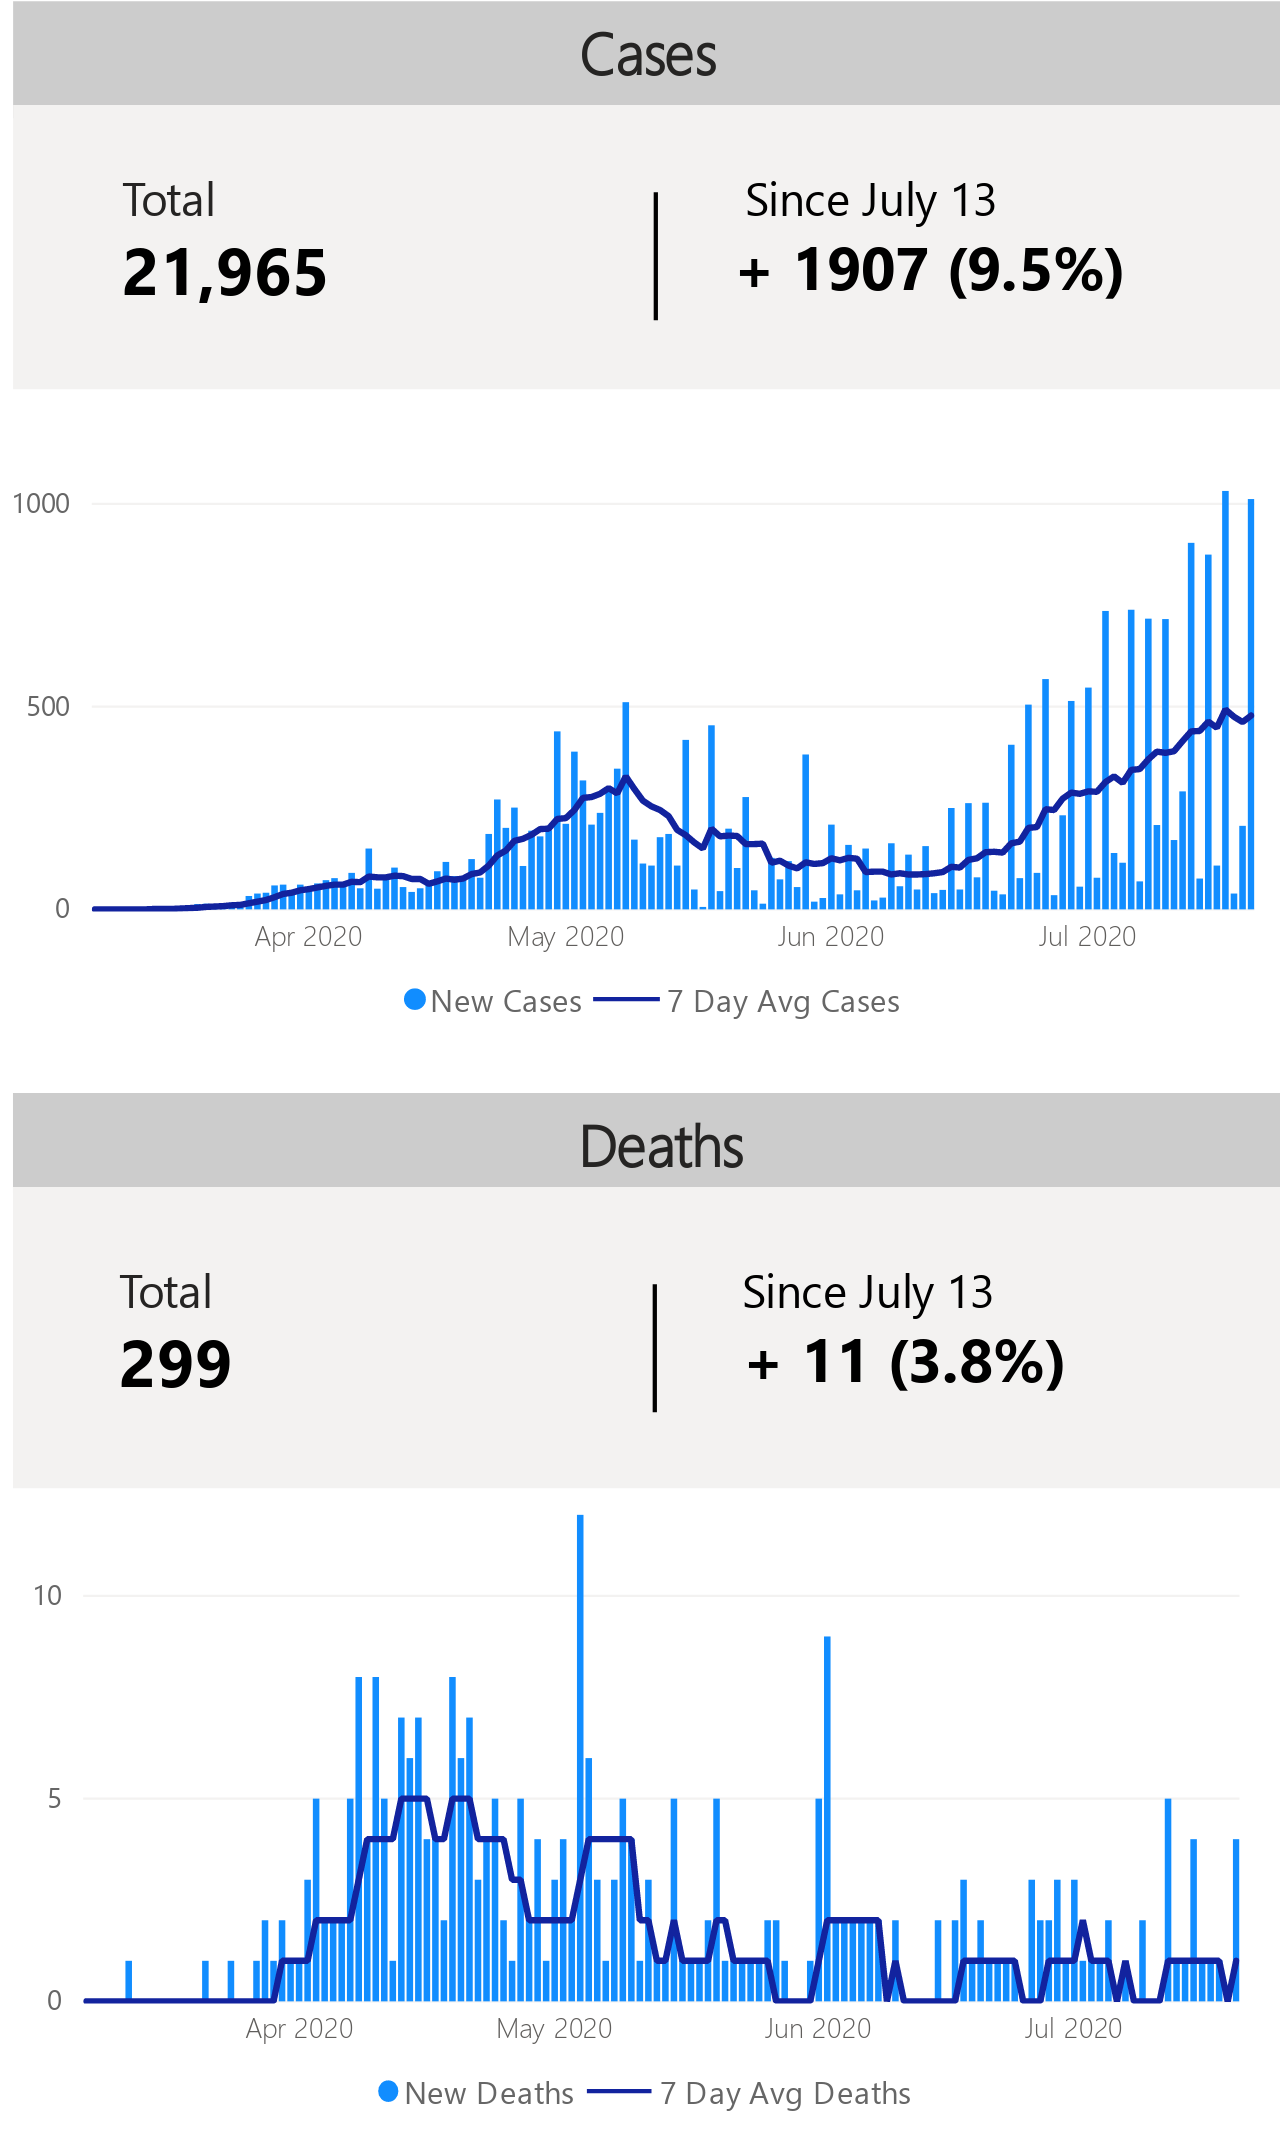 Cases
Total
Since July 13
21,965
+ 1907 (9.5%)
1000
500
0
Apr 2020
May 2020
Jun 2020
Jul 2020
New Cases
7 Day Avg Cases
Deaths
Total
Since July 13
299
+ 11 (3.8%)
10
5
0
Apr 2020
May 2020
Jun 2020
Jul 2020
New Deaths
7 Day Avg Deaths